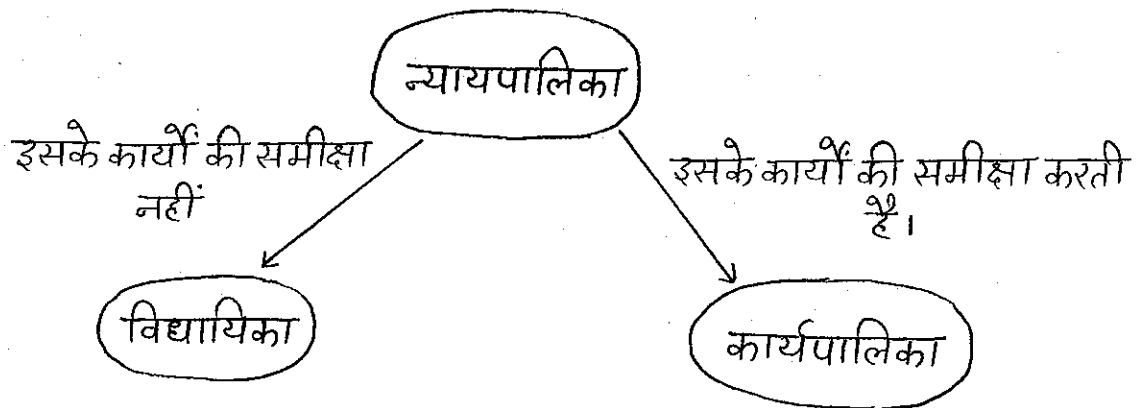 न्यायपालिका
इसके कार्यों की समीक्षा
नहीं
इसके कार्यों की समीक्षा करती
है।
विधायिका
कार्यपालिका